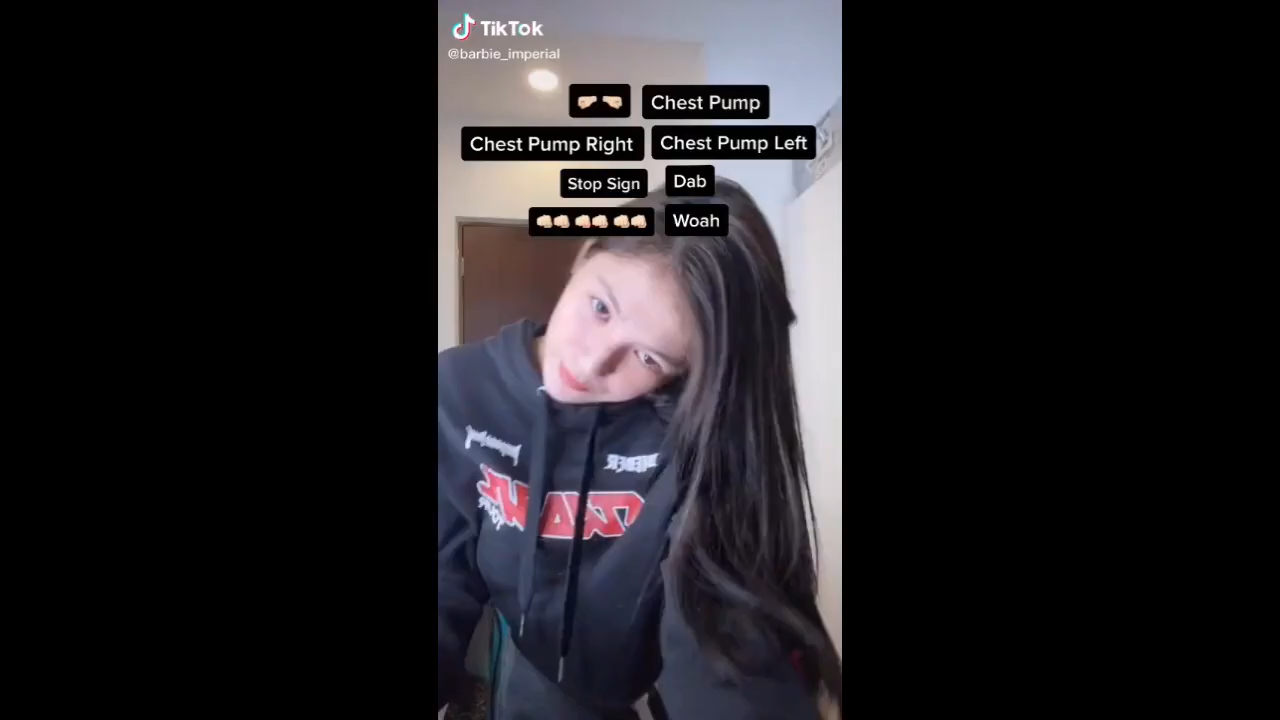 TikTok
@barbie_imperial
🤛🏻 🤜🏻 Chest Pump
Chest Pump Right Chest Pump Left
Stop Sign Dab
👊🏻👊🏻 👊🏻👊🏻 👊🏻👊🏻 Woah